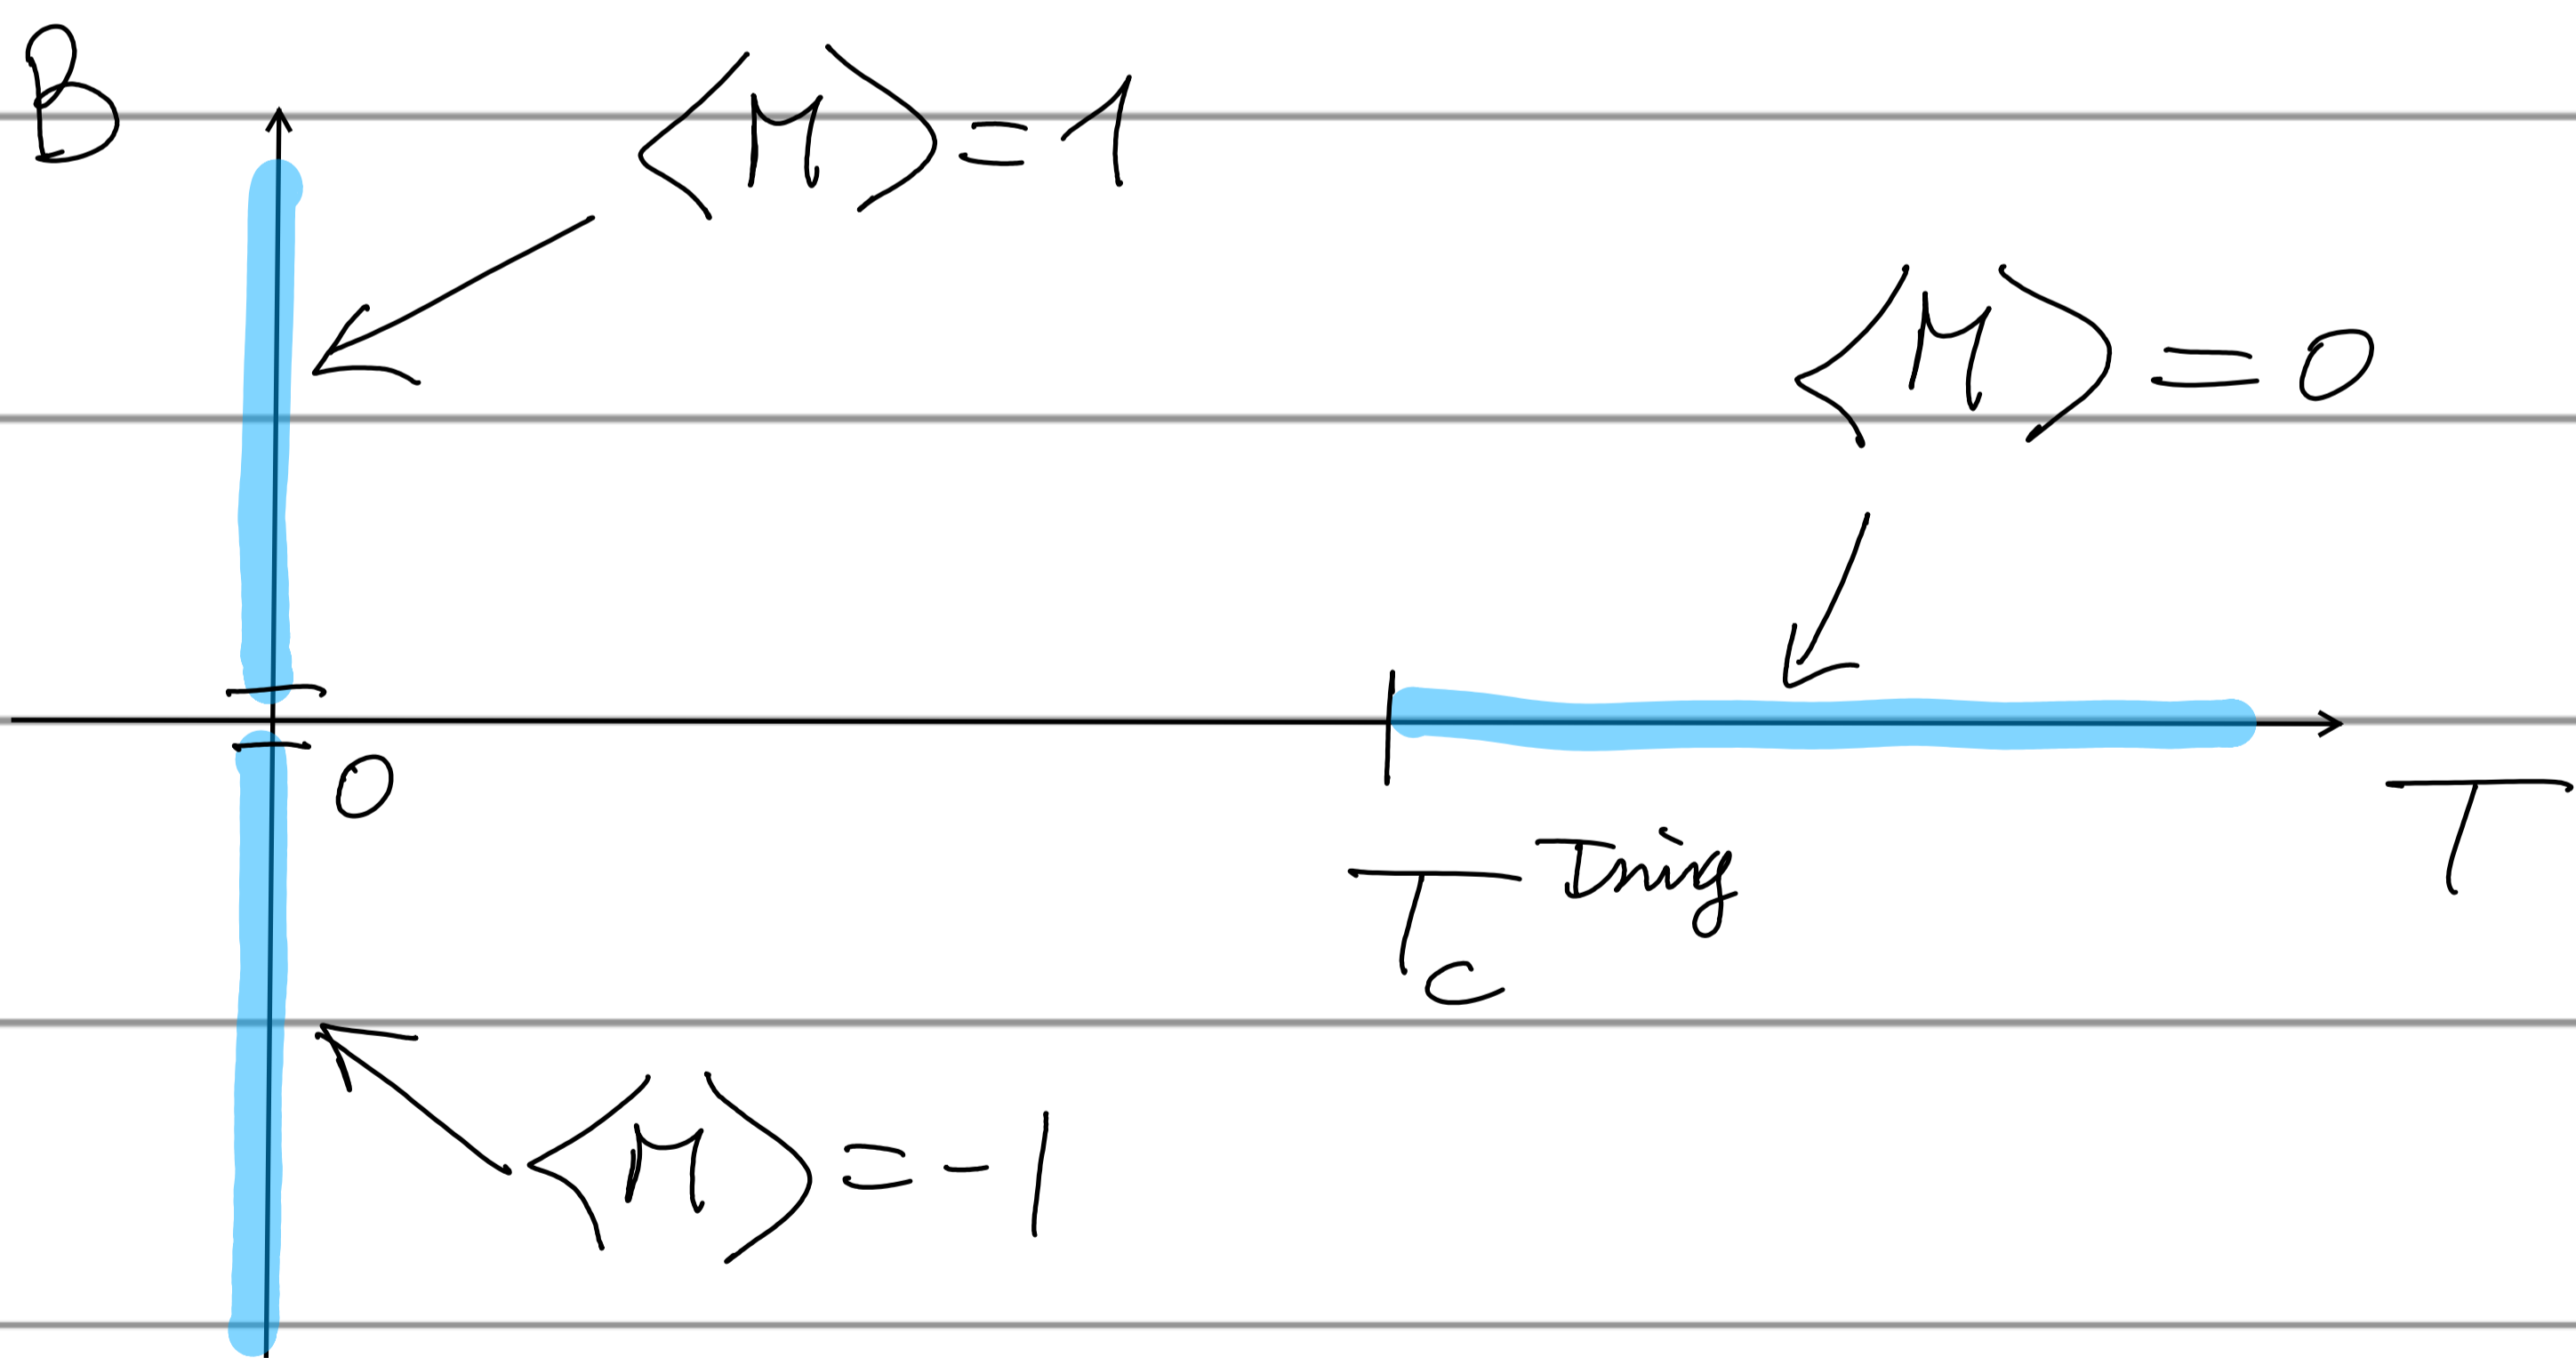 B
⟨M⟩ = 1
⟨M⟩ = 0
0
T
T_c^Ising
⟨M⟩ = -1